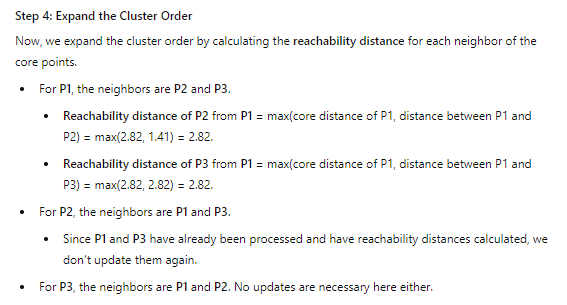 Step 4: Expand the Cluster Order
Now, we expand the cluster order by calculating the reachability distance for each neighbor of the
core points.
• For P1, the neighbors are P2 and P3.
• Reachability distance of P2 from P1 = max(core distance of P1, distance between P1 and
P2) = max(2.82, 1.41) = 2.82.
• Reachability distance of P3 from P1 = max(core distance of P1, distance between P1 and
P3) = max(2.82, 2.82) = 2.82.
• For P2, the neighbors are P1 and P3.
• Since P1 and P3 have already been processed and have reachability distances calculated, we
don't update them again.
• For P3, the neighbors are P1 and P2. No updates are necessary here either.